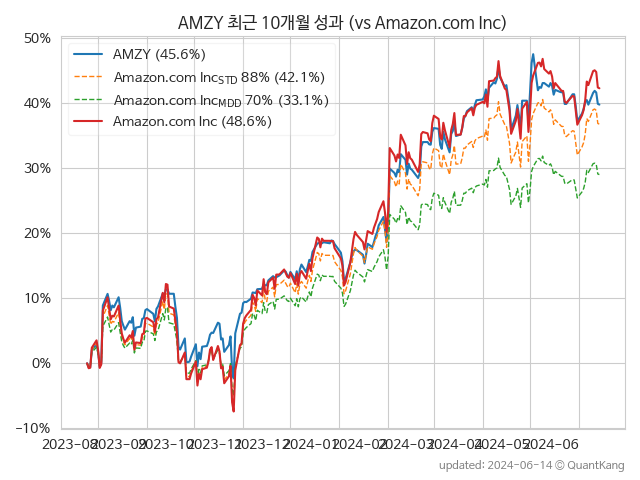 AMZY 최근 10개월 성과 (vs Amazon.com Inc)
50%
40%
30%
20%
10%
0%
−10%
AMZY (45.6%)
Amazon.com IncSTD 88% (42.1%)
Amazon.com IncMDD 70% (33.1%)
Amazon.com Inc (48.6%)
2023-08 2023-09 2023-10 2023-11 2023-12 2024-01 2024-02 2024-03 2024-04 2024-05 2024-06
updated: 2024-06-14 © QuantKang